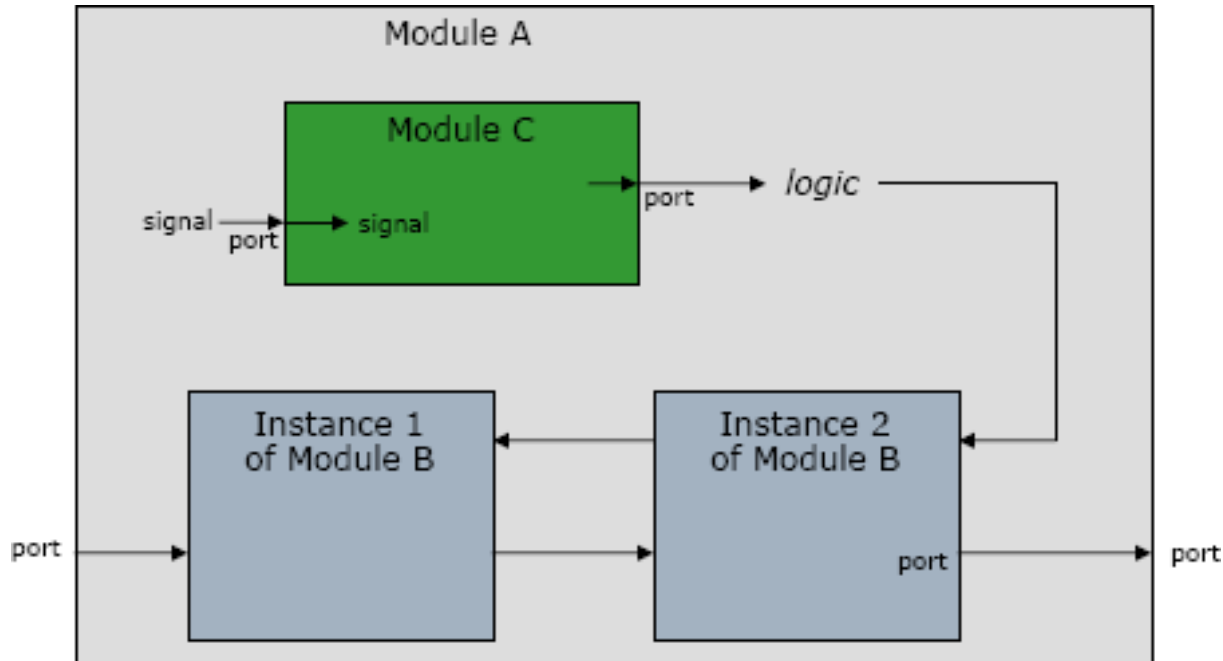 Module A
Module C
port
logic
signal
port
signal
Instance 1
of Module B
Instance 2
of Module B
port
port
port